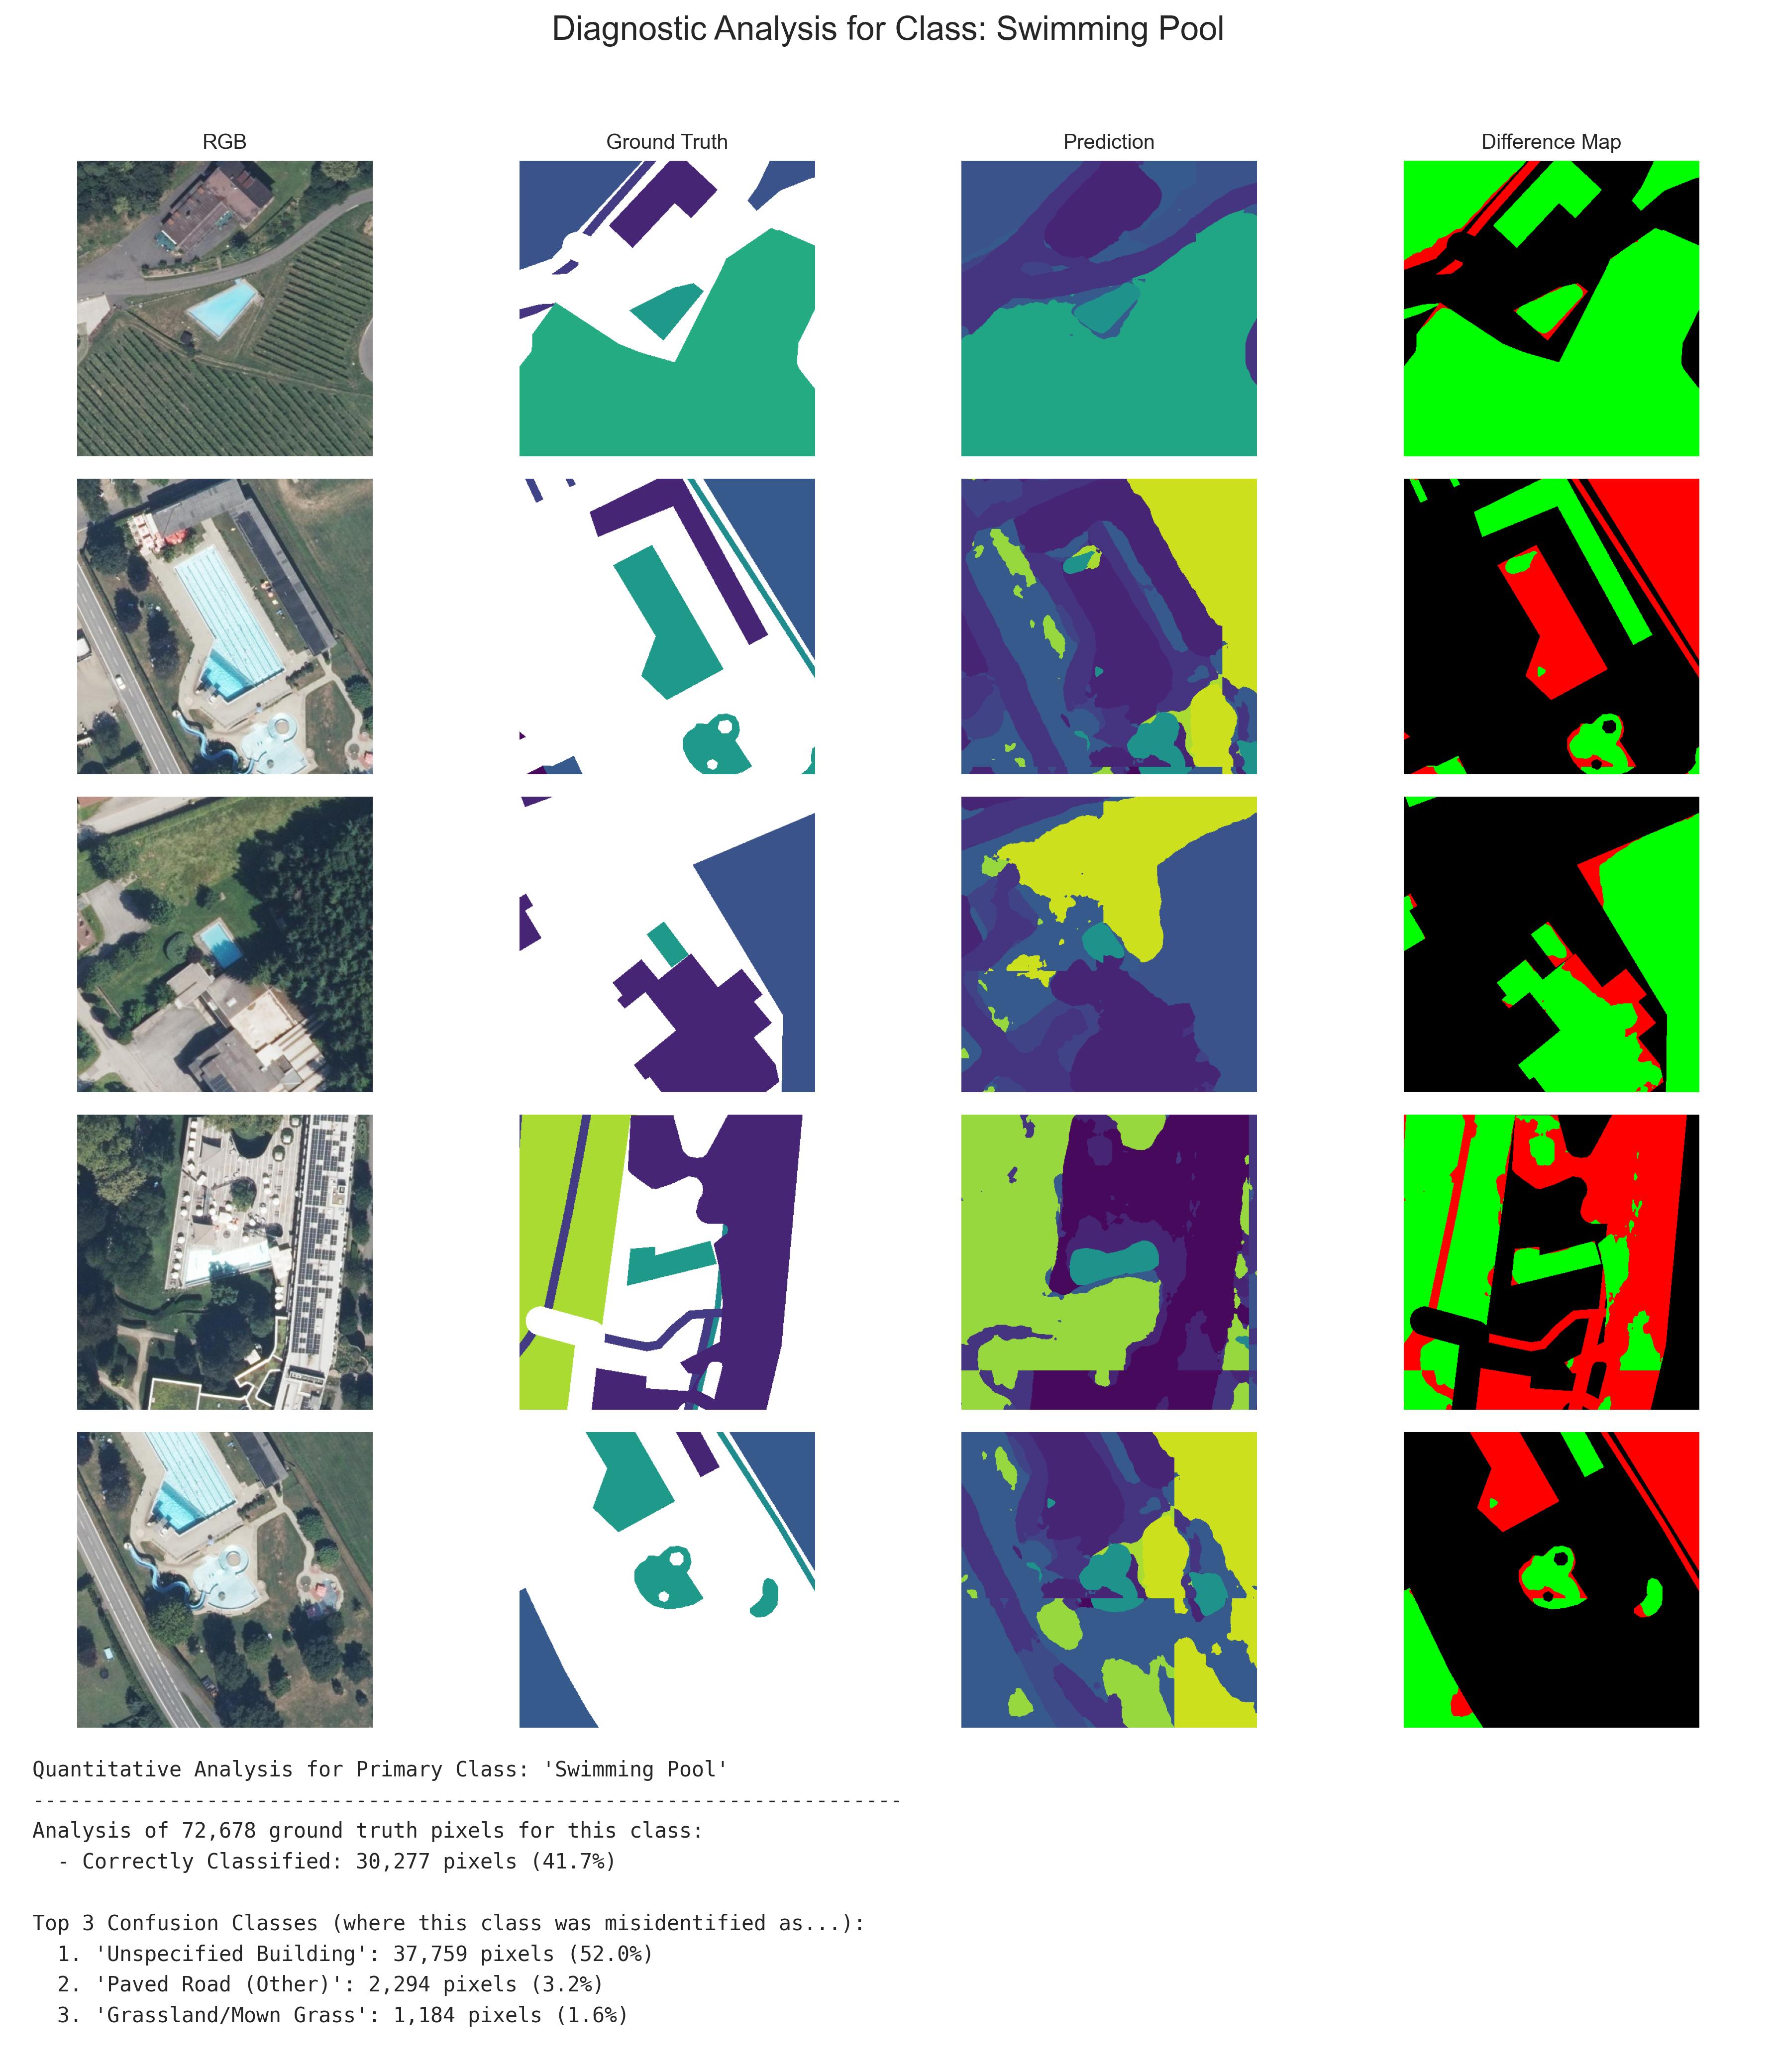 Diagnostic Analysis for Class: Swimming Pool
RGB Ground Truth Prediction Difference Map
Quantitative Analysis for Primary Class: 'Swimming Pool'
----------------------------------------------------------------------
Analysis of 72,678 ground truth pixels for this class:
- Correctly Classified: 30,277 pixels (41.7%)
Top 3 Confusion Classes (where this class was misidentified as...):
1. 'Unspecified Building': 37,759 pixels (52.0%)
2. 'Paved Road (Other)': 2,294 pixels (3.2%)
3. 'Grassland/Mown Grass': 1,184 pixels (1.6%)